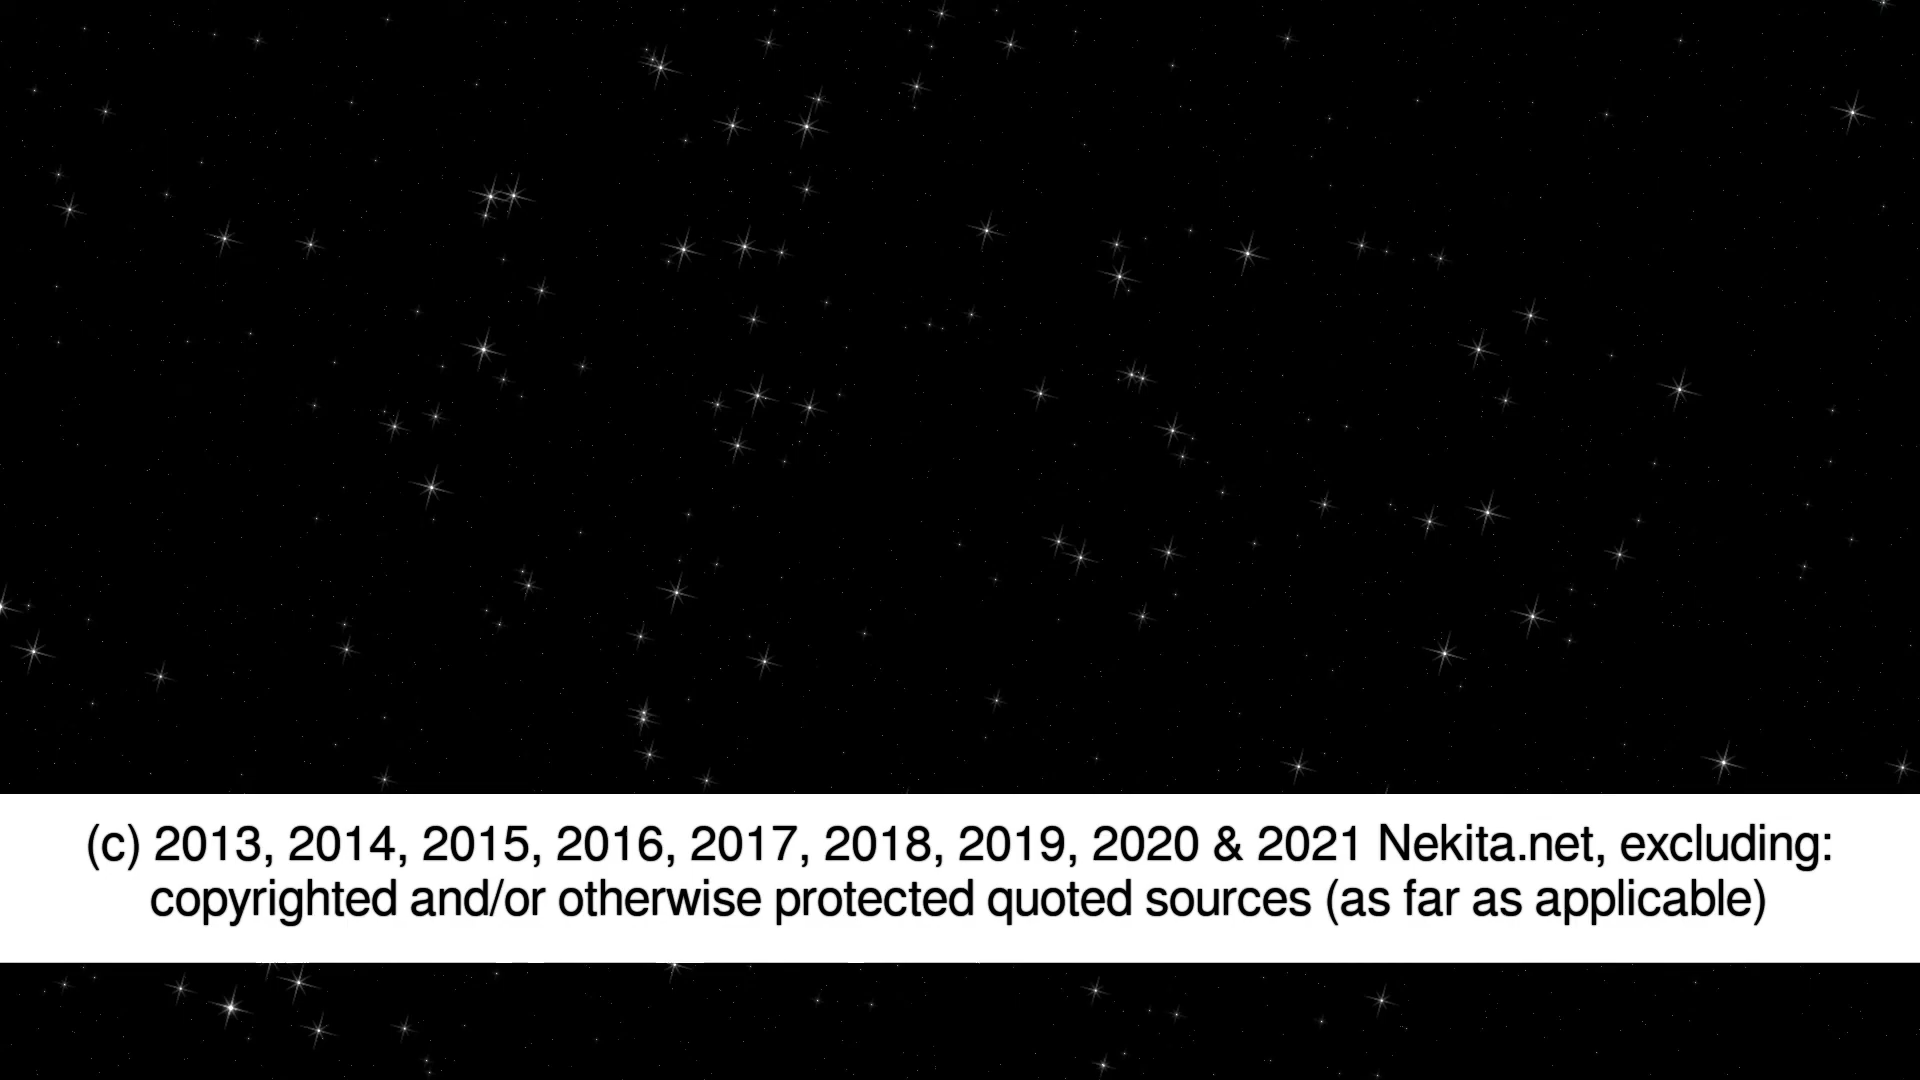 (c) 2013, 2014, 2015, 2016, 2017, 2018, 2019, 2020 & 2021 Nekita.net, excluding:
copyrighted and/or otherwise protected quoted sources (as far as applicable)